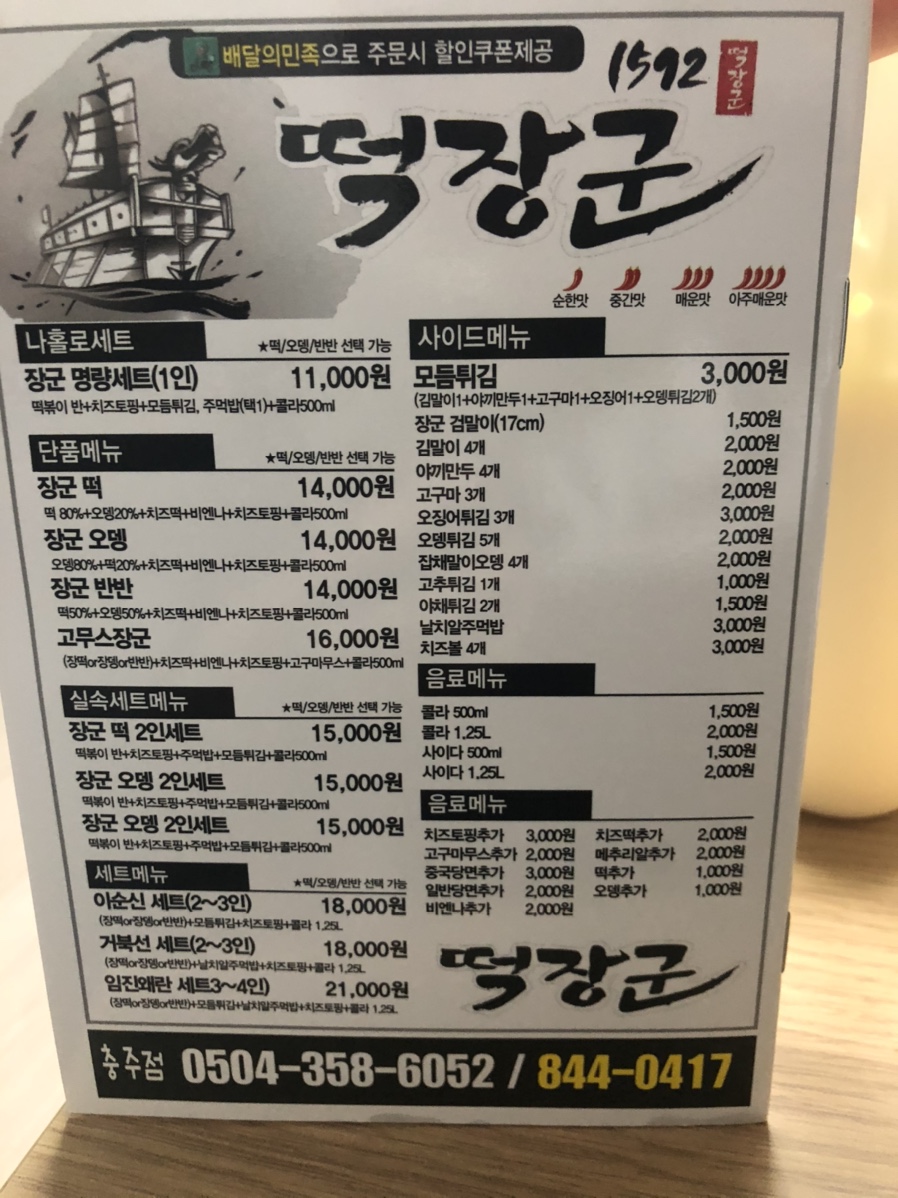 배달의민족으로 주문시 할인쿠폰제공
1592
떡장군
떡장군
순한맛 중간맛 매운맛 아주매운맛
나홀로세트 ★떡/오뎅/반반 선택 가능
장군 명량세트(1인) 11,000원
떡볶이 반+치즈토핑+모듬튀김, 주먹밥(택1)+콜라500ml
단품메뉴 ★떡/오뎅/반반 선택 가능
장군 떡 14,000원
떡 80%+오뎅20%+치즈떡+비엔나+치즈토핑+콜라500ml
장군 오뎅 14,000원
오뎅80%+떡20%+치즈떡+비엔나+치즈토핑+콜라500ml
장군 반반 14,000원
떡50%+오뎅50%+치즈떡+비엔나+치즈토핑+콜라500ml
고무스장군 16,000원
(장떡or장뎅or반반)+치즈떡+비엔나+치즈토핑+고구마무스+콜라500ml
실속세트메뉴 ★떡/오뎅/반반 선택 가능
장군 떡 2인세트 15,000원
떡볶이 반+치즈토핑+주먹밥+모듬튀김+콜라500ml
장군 오뎅 2인세트 15,000원
떡볶이 반+치즈토핑+주먹밥+모듬튀김+콜라500ml
장군 오뎅 2인세트 15,000원
떡볶이 반+치즈토핑+주먹밥+모듬튀김+콜라500ml
세트메뉴 ★떡/오뎅/반반 선택 가능
이순신 세트(2~3인) 18,000원
(장떡or장뎅or반반)+모듬튀김+치즈토핑+콜라 1.25L
거북선 세트(2~3인) 18,000원
(장떡or장뎅or반반)+날치알주먹밥+치즈토핑+콜라 1.25L
임진왜란 세트3~4인) 21,000원
(장떡or장뎅or반반)+모듬튀김+날치알주먹밥+치즈토핑+콜라 1.25L
사이드메뉴
모듬튀김 3,000원
(김말이1+야끼만두1+고구마1+오징어1+오뎅튀김2개)
장군 검말이(17cm) 1,500원
김말이 4개 2,000원
야끼만두 4개 2,000원
고구마 3개 2,000원
오징어튀김 3개 3,000원
오뎅튀김 5개 2,000원
잡채말이오뎅 4개 2,000원
고추튀김 1개 1,000원
야채튀김 2개 1,500원
날치알주먹밥 3,000원
치즈볼 4개 3,000원
음료메뉴
콜라 500ml 1,500원
콜라 1.25L 2,000원
사이다 500ml 1,500원
사이다 1.25L 2,000원
음료메뉴
치즈토핑추가 3,000원 치즈떡추가 2,000원
고구마무스추가 2,000원 메추리알추가 2,000원
중국당면추가 3,000원 떡추가 1,000원
일반당면추가 2,000원 오뎅추가 1,000원
비엔나추가 2,000원
떡장군
충주점 0504-358-6052 / 844-0417